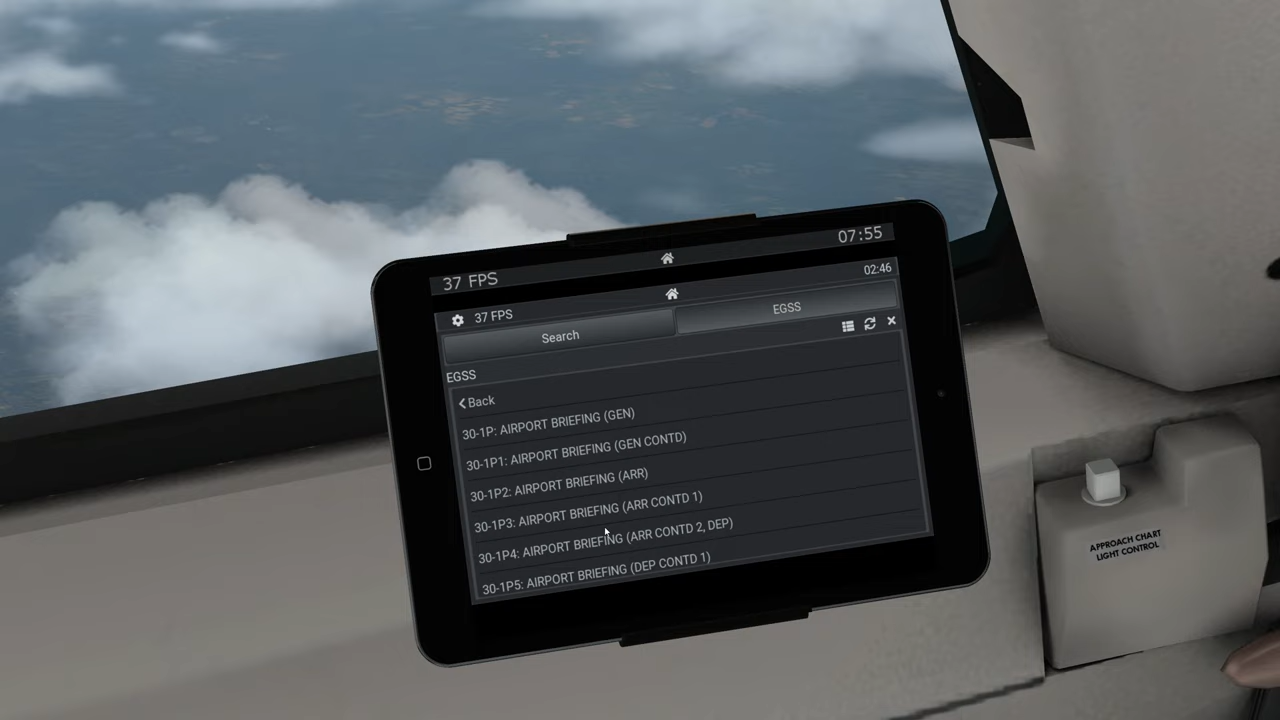 37 FPS 07:55
02:46
37 FPS
Search EGSS
EGSS
Back
30-1P: AIRPORT BRIEFING (GEN)
30-1P1: AIRPORT BRIEFING (GEN CONTD)
30-1P2: AIRPORT BRIEFING (ARR)
30-1P3: AIRPORT BRIEFING (ARR CONTD 1)
30-1P4: AIRPORT BRIEFING (ARR CONTD 2, DEP)
30-1P5: AIRPORT BRIEFING (DEP CONTD 1)
APPROACH CHART
LIGHT CONTROL